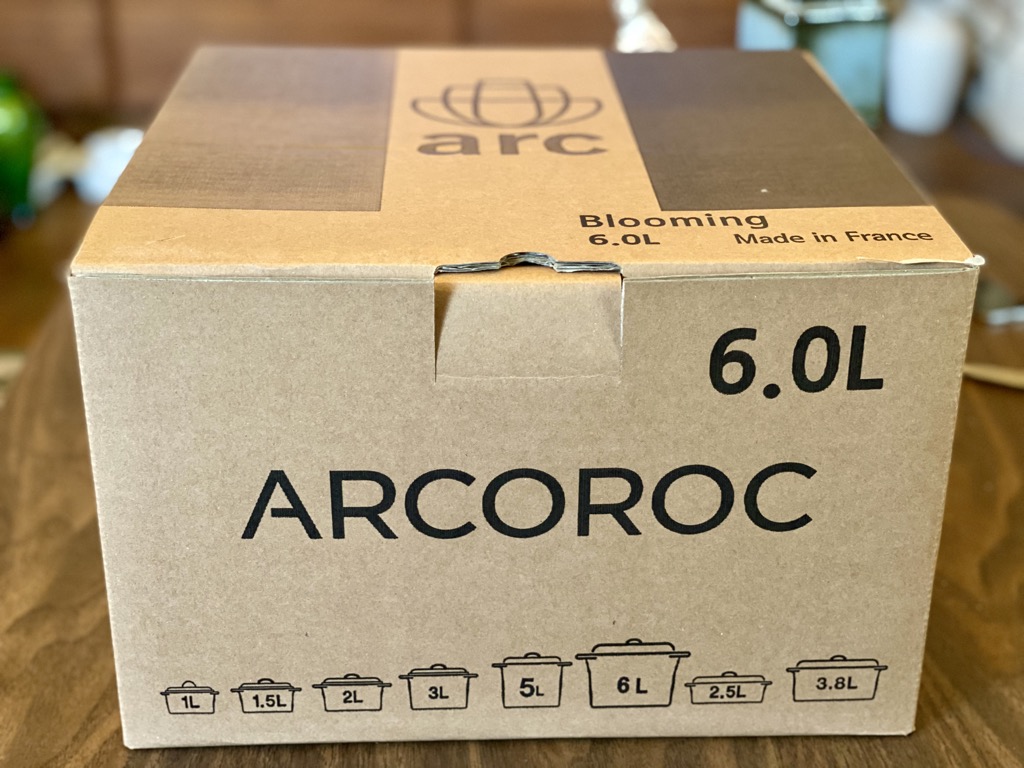 arc
Blooming
6.0L Made in France
6.0L
ARCOROC
1L 1.5L 2L 3L 5L 6L 2.5L 3.8L